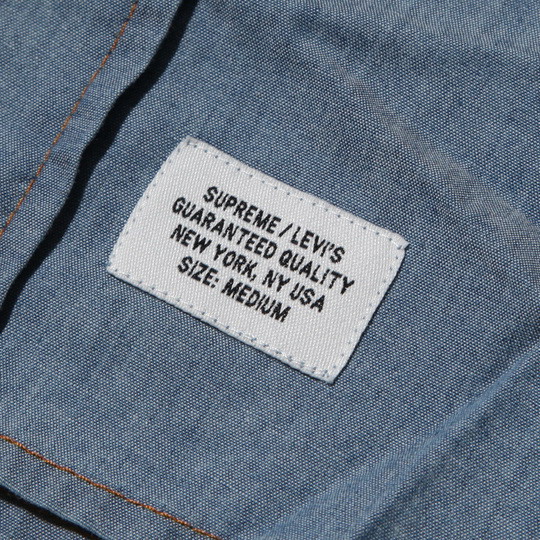 SUPREME / LEVI'S
GUARANTEED QUALITY
NEW YORK, NY USA
SIZE: MEDIUM